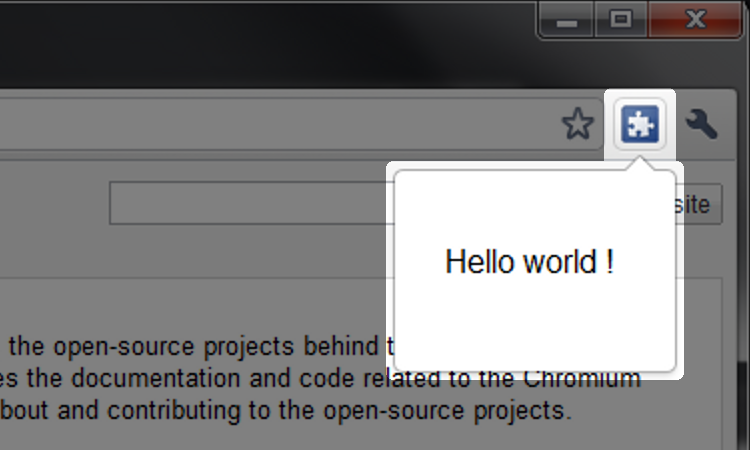 site
Hello world !
the open-source projects behind
es the documentation and code related to the Chromium
bout and contributing to the open-source projects.